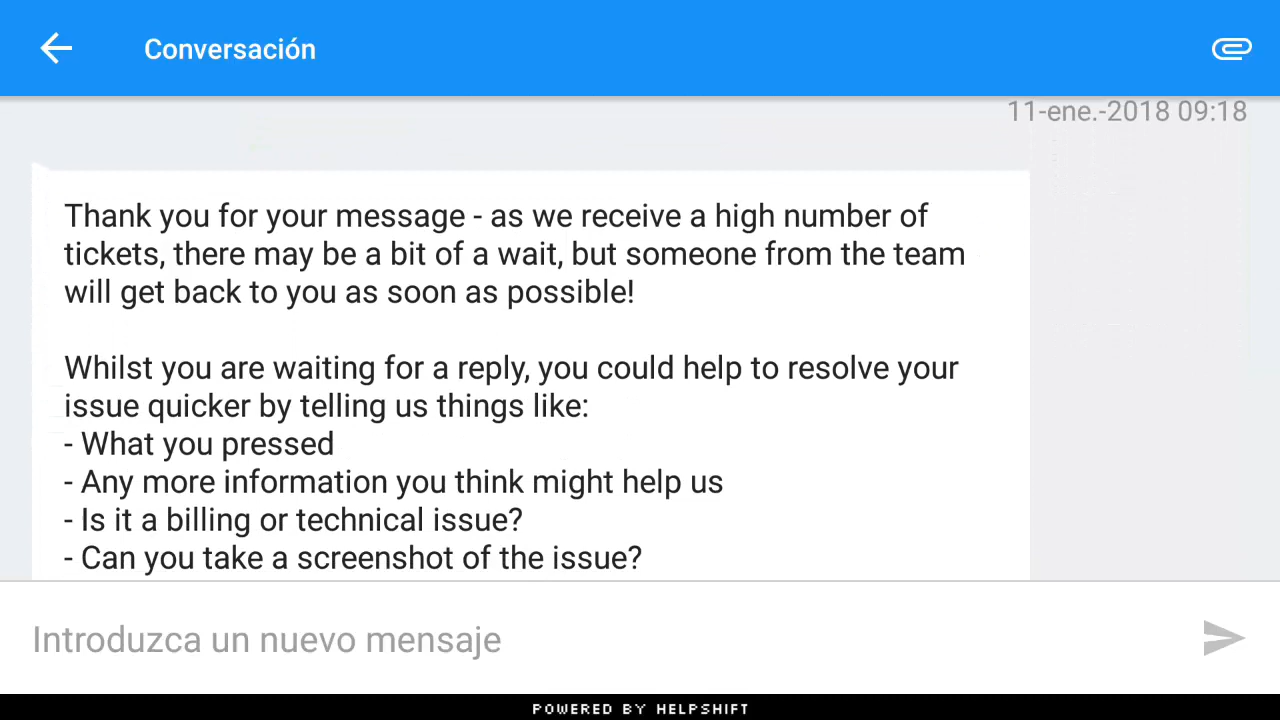 Conversación
11-ene.-2018 09:18
Thank you for your message - as we receive a high number of
tickets, there may be a bit of a wait, but someone from the team
will get back to you as soon as possible!
Whilst you are waiting for a reply, you could help to resolve your
issue quicker by telling us things like:
- What you pressed
- Any more information you think might help us
- Is it a billing or technical issue?
- Can you take a screenshot of the issue?
Introduzca un nuevo mensaje
POWERED BY HELPSHIFT